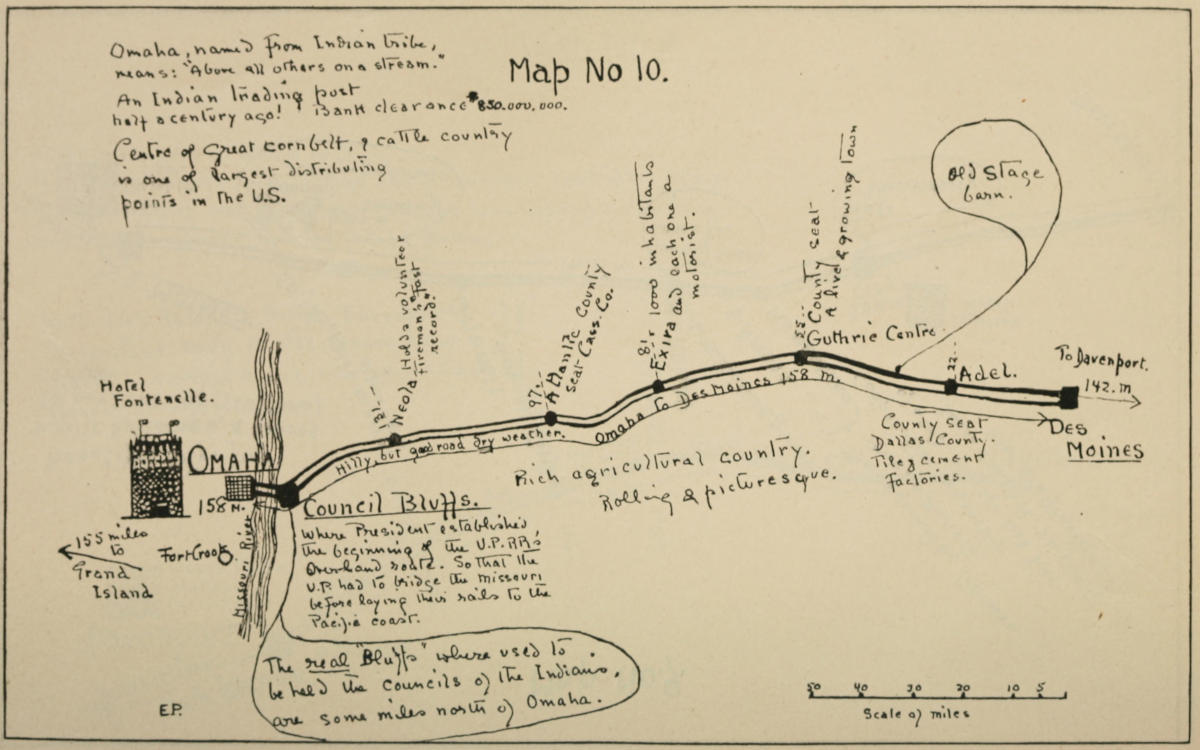 Map No 10.
Omaha, named from Indian tribe,
means: "Above all others on a stream."
An Indian trading post
half a century ago! Bank clearance $850.000.000.
Centre of great cornbelt, & cattle country
is one of largest distributing
points in the U.S.
Old Stage
barn.
131--
Neola Holds a volunteer
fireman's "fast
record."
97--
Atlantic County
Seat-Cass. Co.
81--
1000 inhabitants
Exira and each one a
motorist.
55--
County seat-
A live & growing town
Guthrie Centre
22--
Adel.
To Davenport.
142. m
Des
Moines
County seat
Dallas County.
Tile & cement
factories.
Omaha to DesMoines 158 m.
Hilly, but good road dry weather.
Rich agricultural country.
Rolling & picturesque.
Hotel
Fontenelle.
Omaha
158 M.
155 miles
to
Grand
Island
Fort Crook
Missouri River
Council Bluffs.
where President established
the beginning of the U.P.RR's
Overland route. So that the
U.P. had to bridge the Missouri
before laying their rails to the
Pacific coast.
The real "Bluffs" where used to
be held the councils of the Indians,
are some miles north of Omaha.
E.P.
50 40 30 20 10 5
Scale of miles